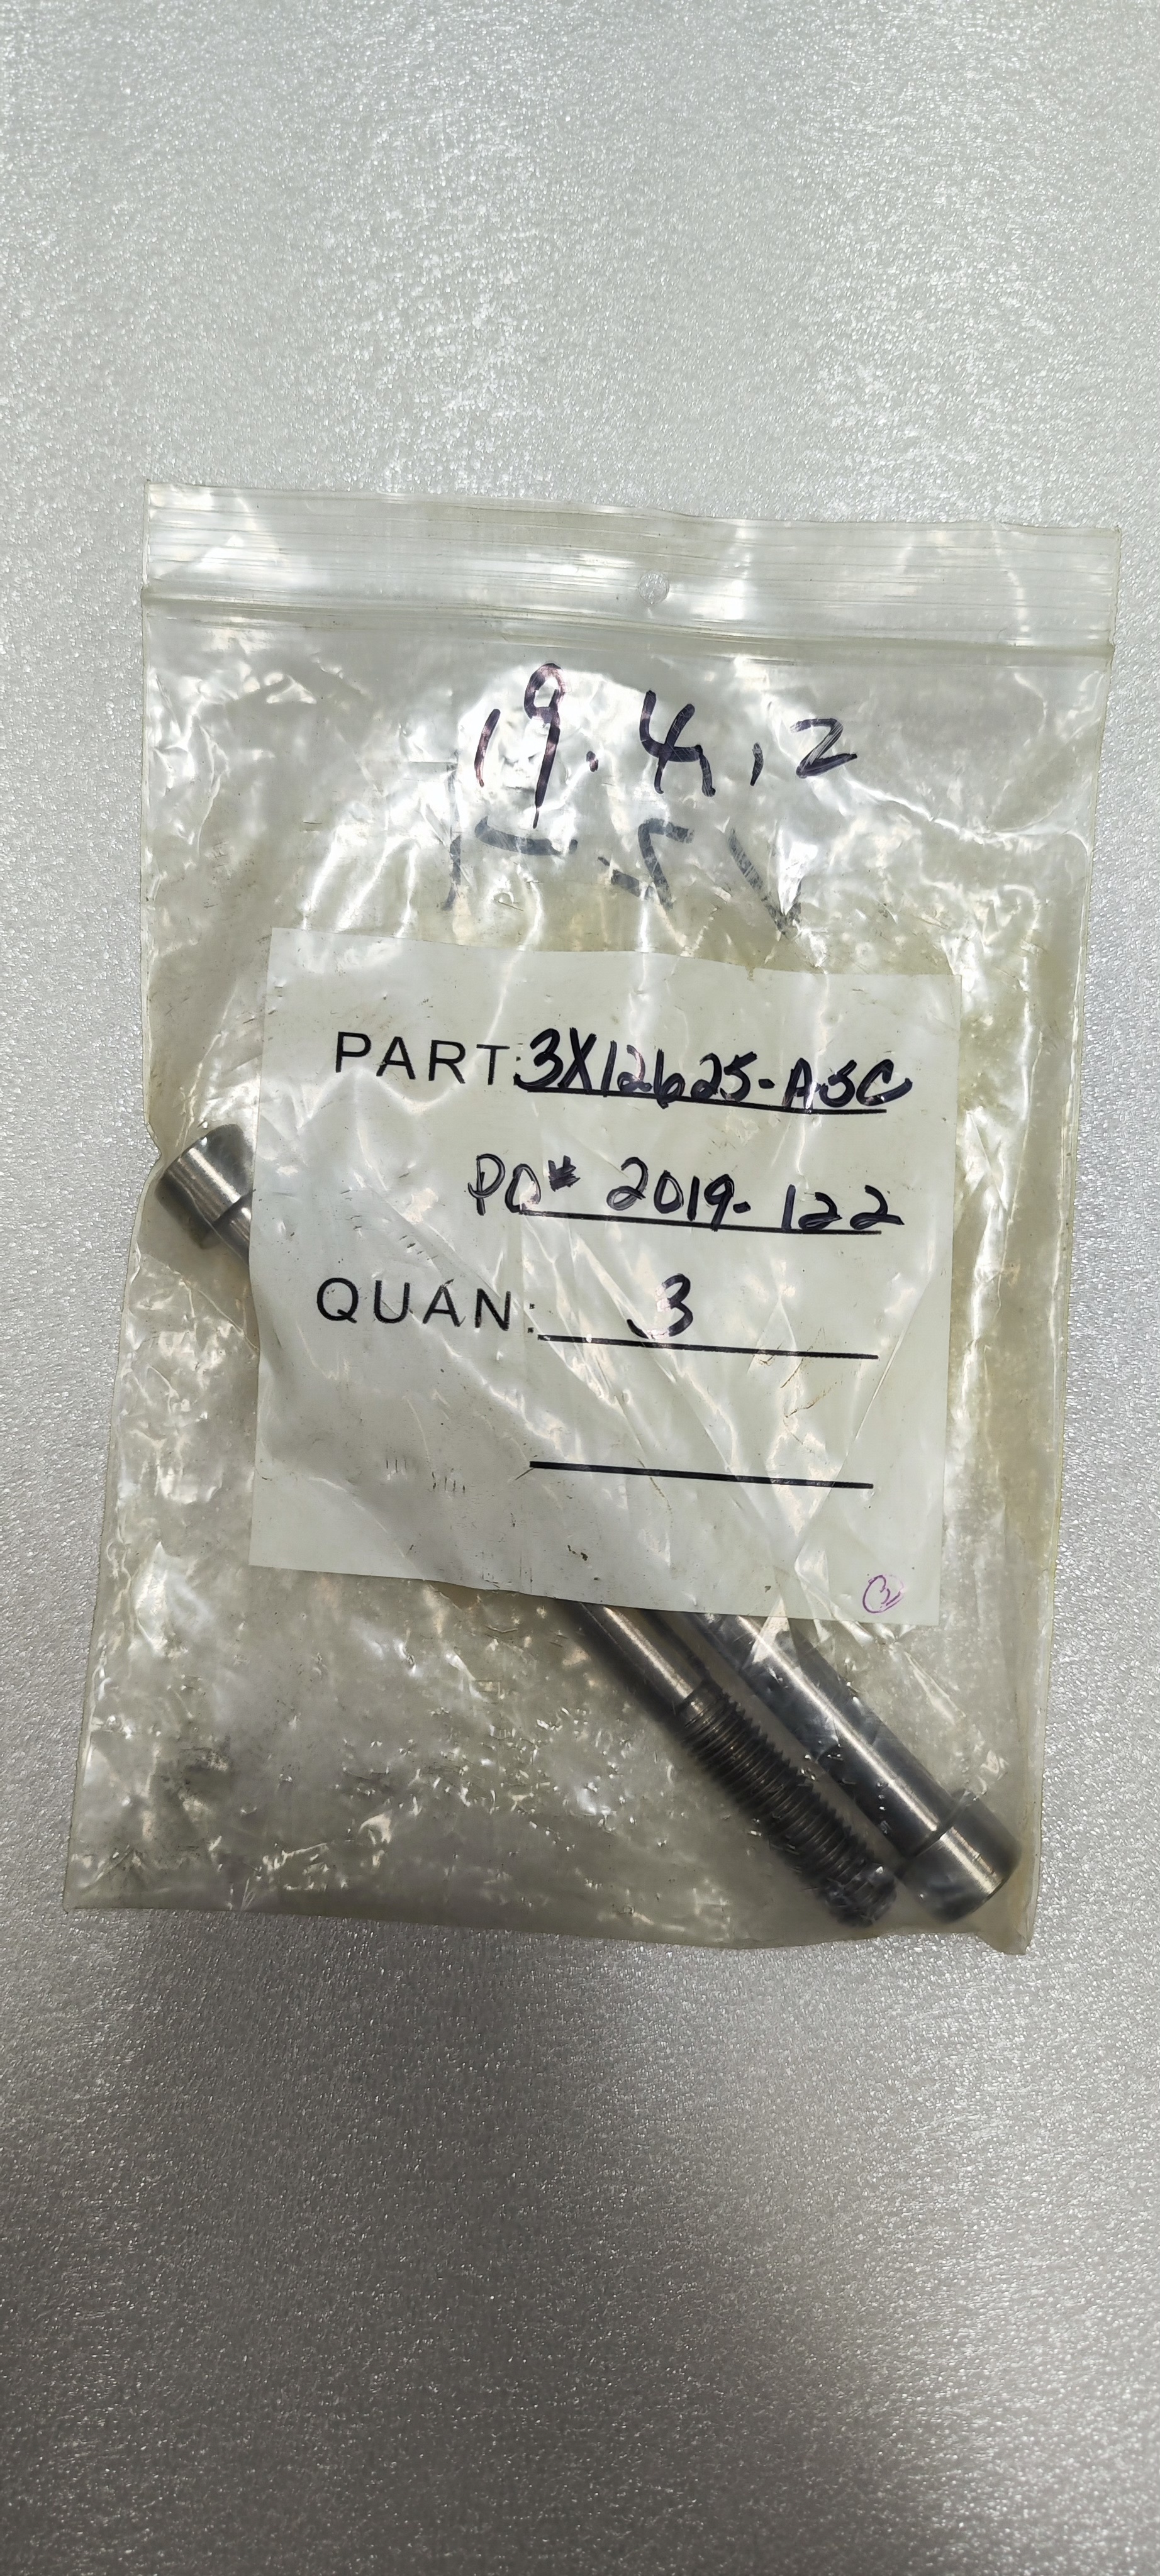 19.4.12
PART: 3X12625-ASC
PO# 2019-122
QUAN: 3